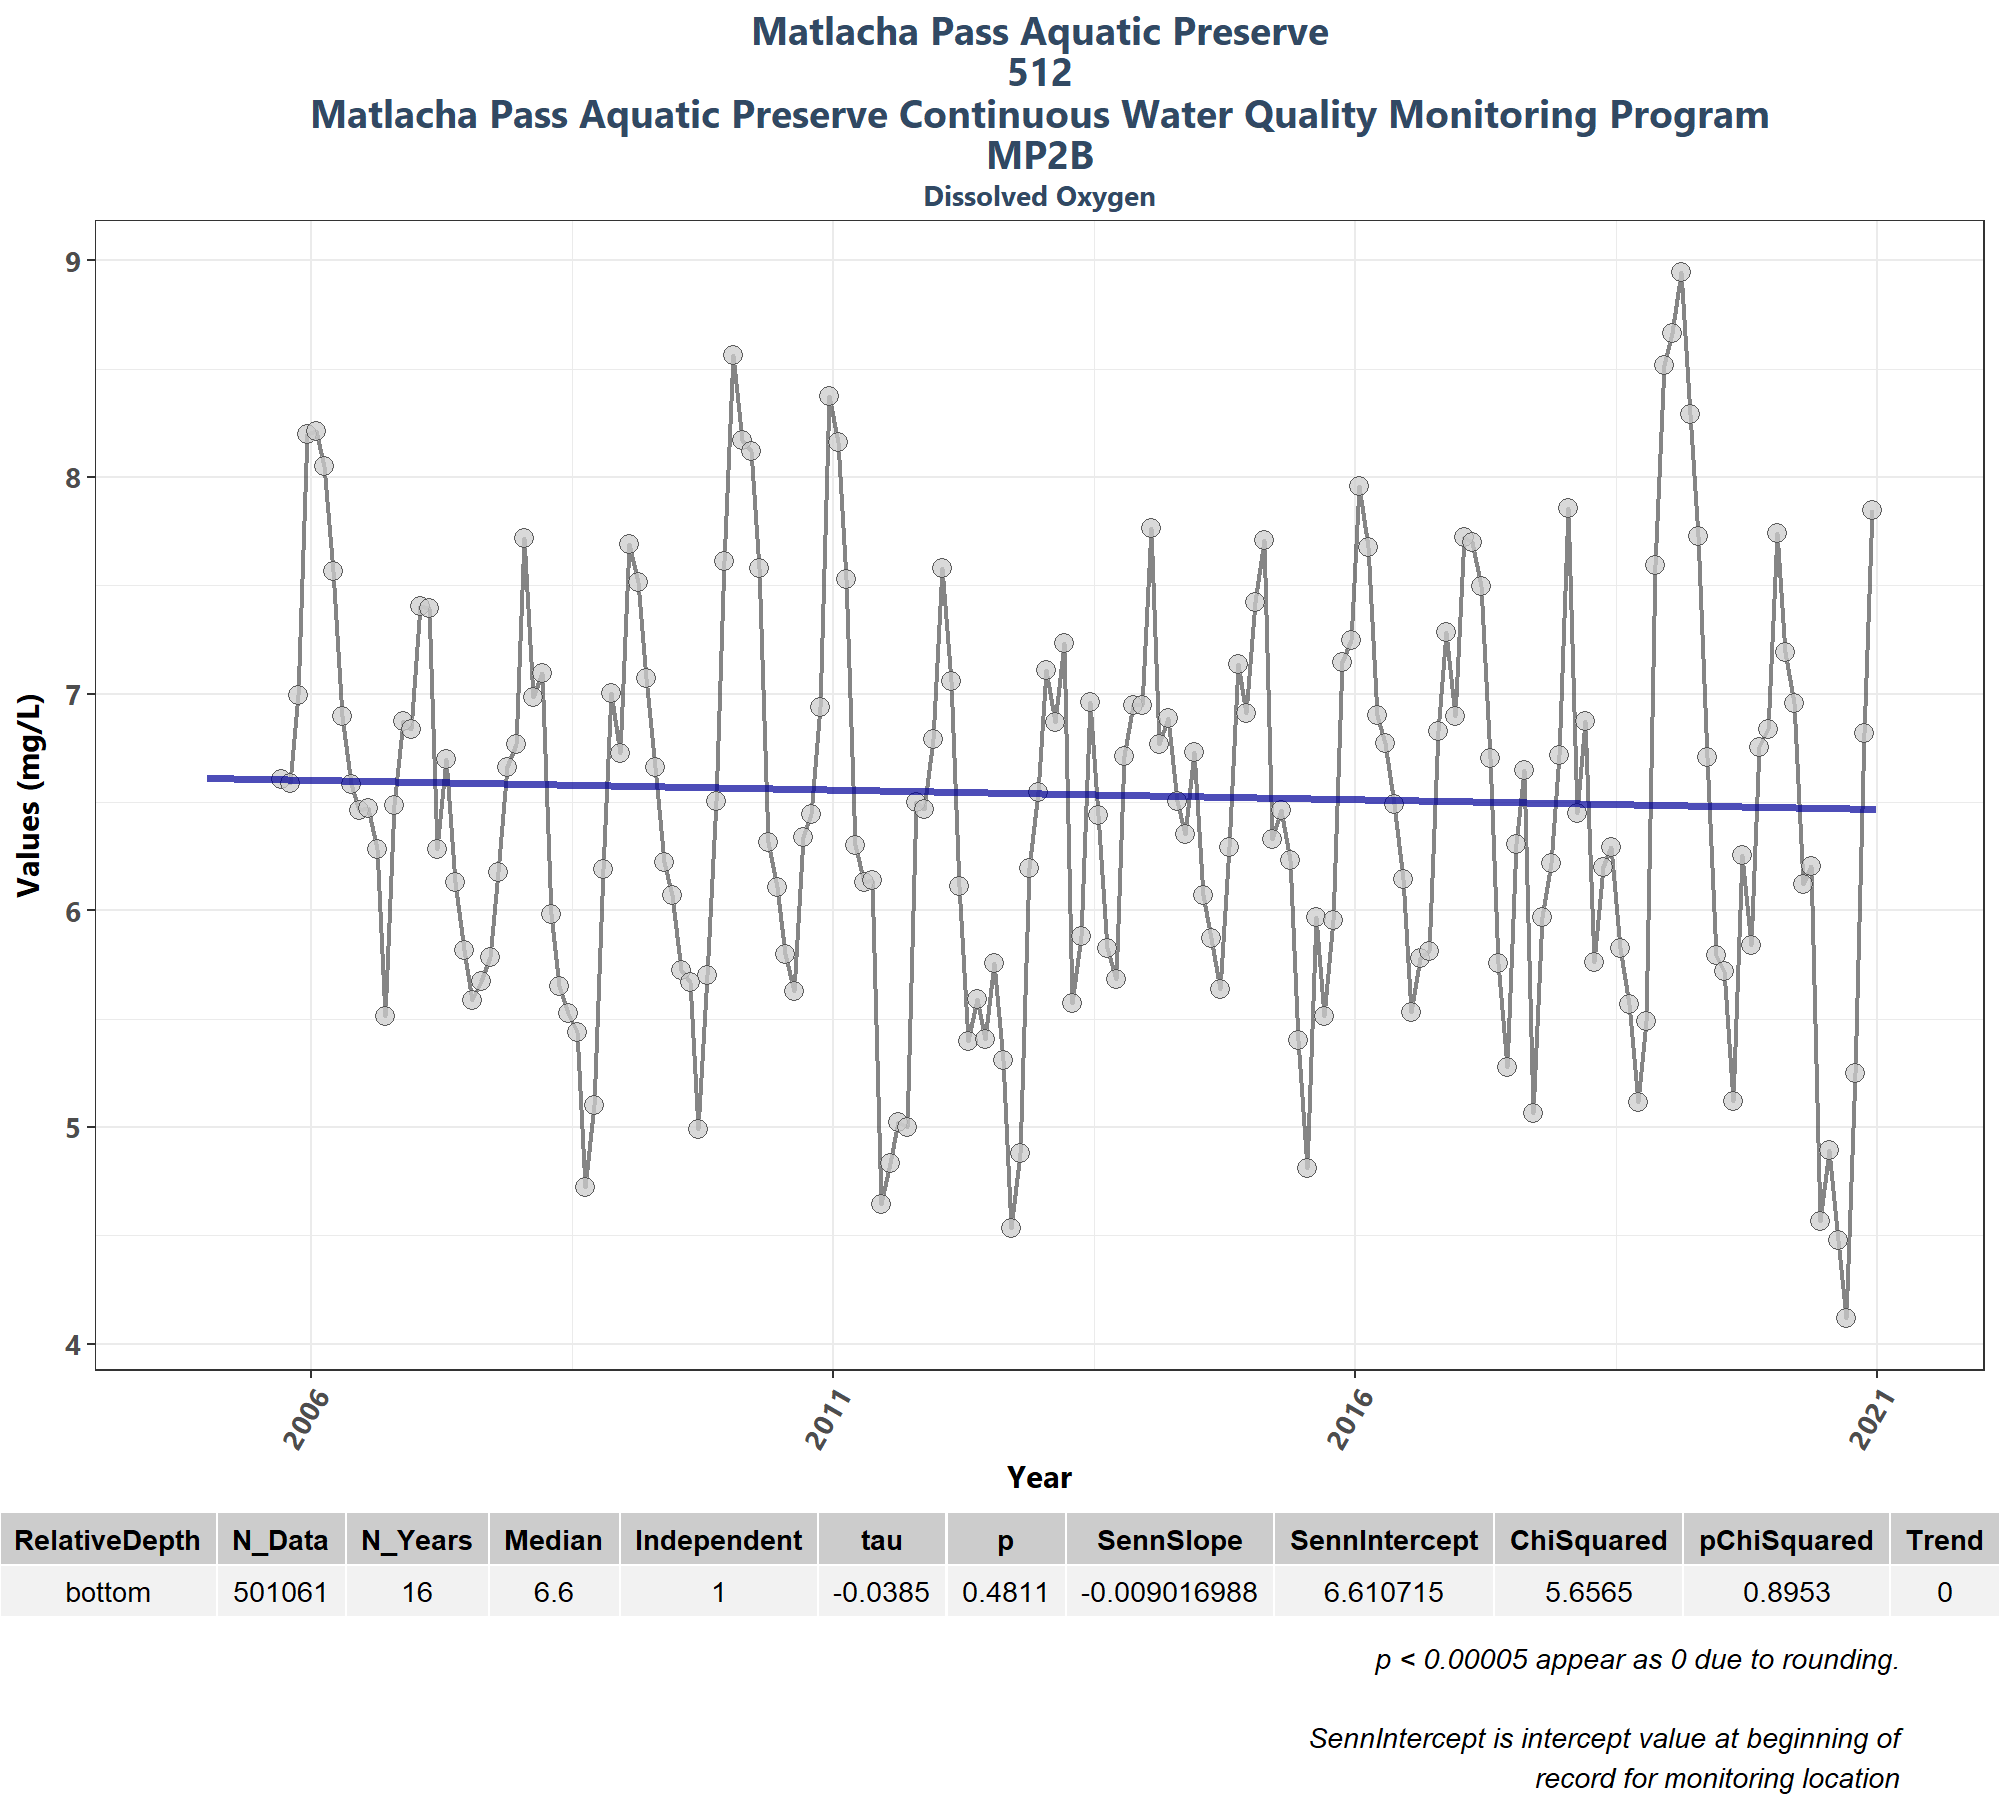 Matlacha Pass Aquatic Preserve
512
Matlacha Pass Aquatic Preserve Continuous Water Quality Monitoring Program
MP2B
Dissolved Oxygen
9
8
7
6
5
4
Values (mg/L)
2006 2011 2016 2021
Year
RelativeDepth N_Data N_Years Median Independent tau p SennSlope SennIntercept ChiSquared pChiSquared Trend
bottom 501061 16 6.6 1 -0.0385 0.4811 -0.009016988 6.610715 5.6565 0.8953 0
p < 0.00005 appear as 0 due to rounding.
SennIntercept is intercept value at beginning of
record for monitoring location